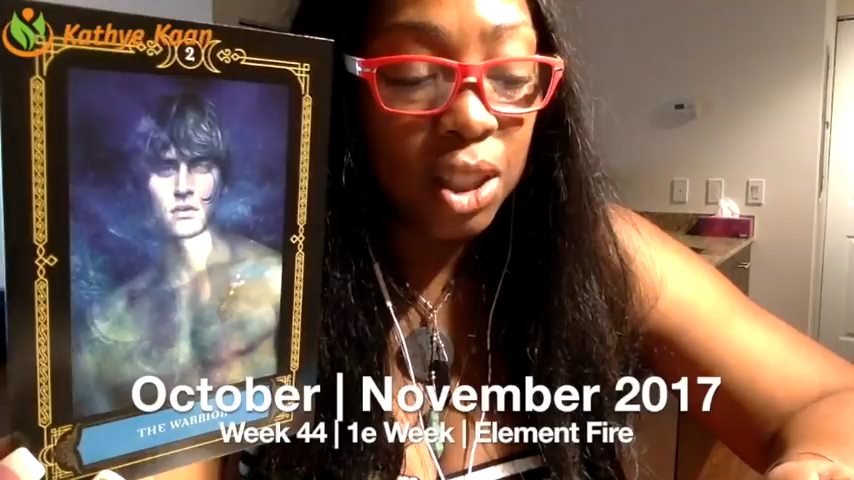 Kathye Kaan
2
THE WARRIOR
October | November 2017
Week 44 | 1e Week | Element Fire